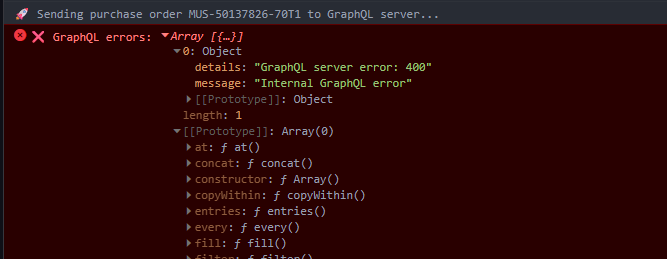 🚀 Sending purchase order MUS-50137826-70T1 to GraphQL server...
❌ GraphQL errors: ▼Array [{…}]
▼0: Object
details: "GraphQL server error: 400"
message: "Internal GraphQL error"
▶[[Prototype]]: Object
length: 1
▼[[Prototype]]: Array(0)
▶at: ƒ at()
▶concat: ƒ concat()
▶constructor: ƒ Array()
▶copyWithin: ƒ copyWithin()
▶entries: ƒ entries()
▶every: ƒ every()
▶fill: ƒ fill()
▶filter: ƒ filter()